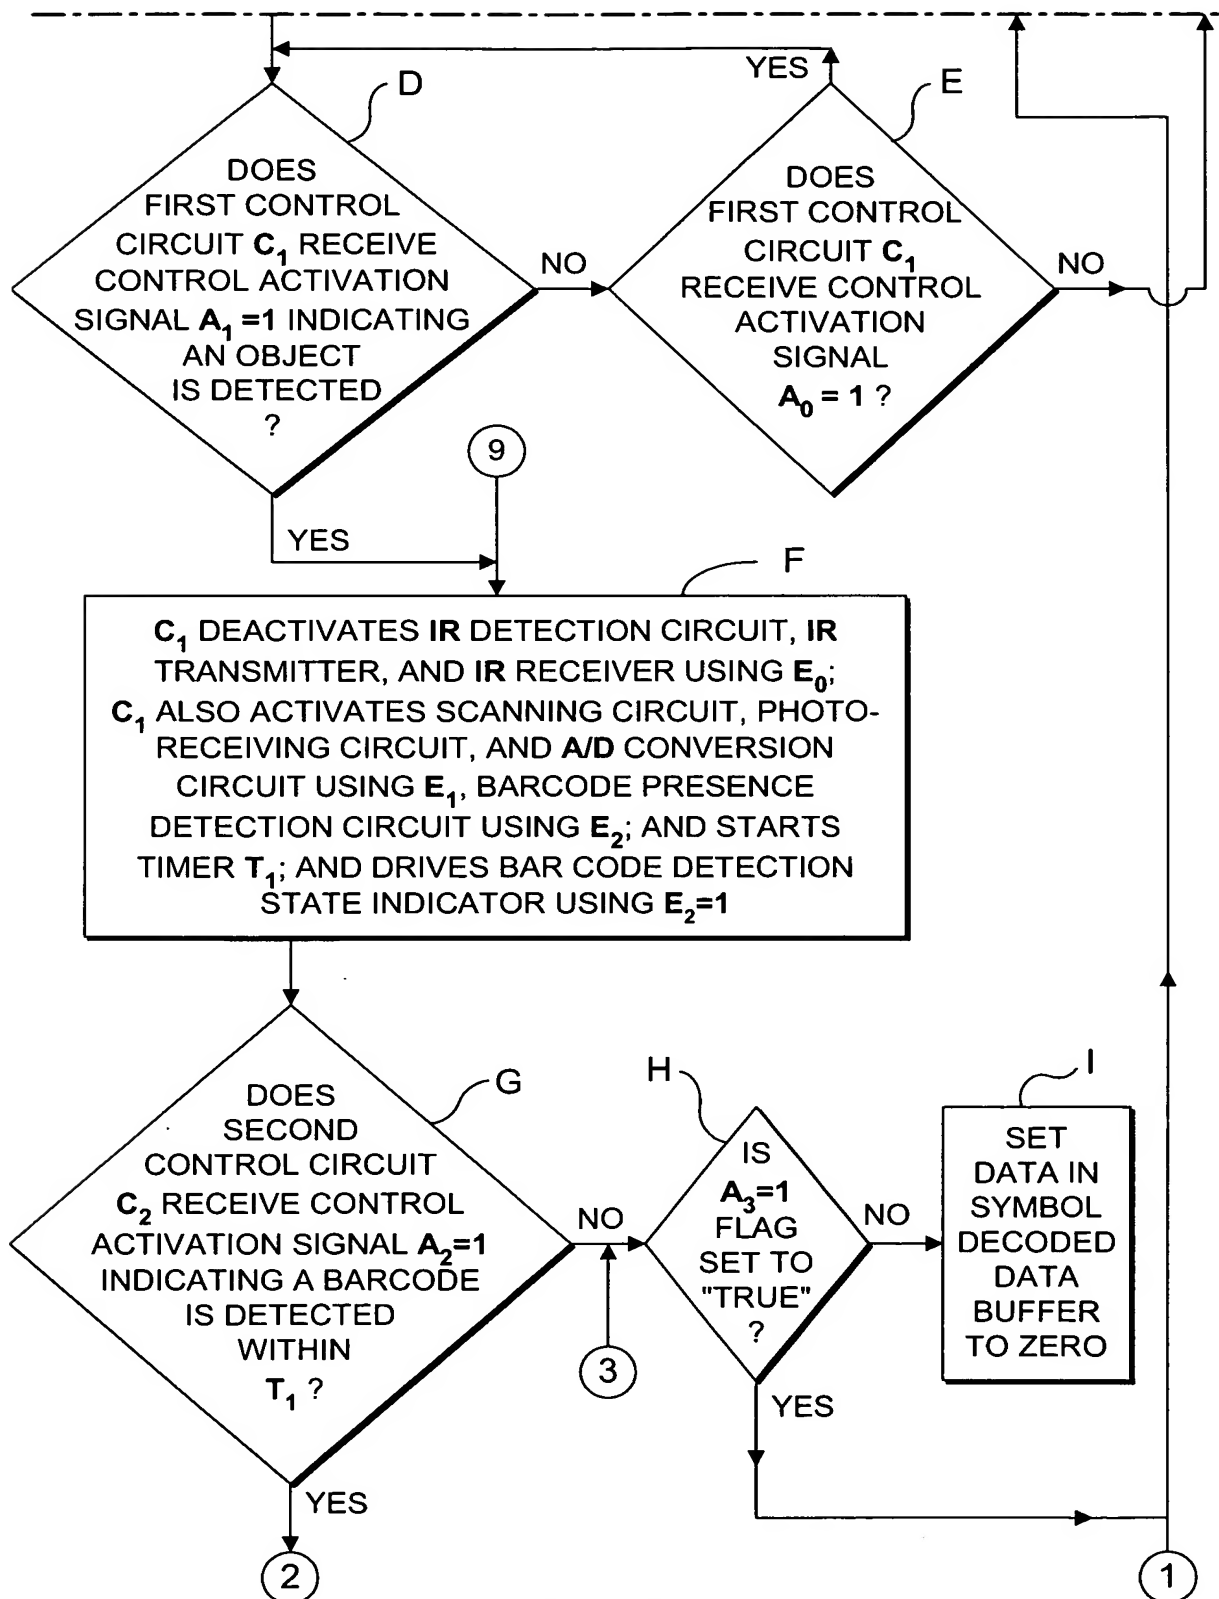 YES
D
E
DOES
FIRST CONTROL
CIRCUIT C₁ RECEIVE
CONTROL ACTIVATION
SIGNAL A₁ =1 INDICATING
AN OBJECT
IS DETECTED
?
NO
DOES
FIRST CONTROL
CIRCUIT C₁
RECEIVE CONTROL
ACTIVATION
SIGNAL
A₀ = 1 ?
NO
9
YES
F
C₁ DEACTIVATES IR DETECTION CIRCUIT, IR
TRANSMITTER, AND IR RECEIVER USING E₀;
C₁ ALSO ACTIVATES SCANNING CIRCUIT, PHOTO-
RECEIVING CIRCUIT, AND A/D CONVERSION
CIRCUIT USING E₁, BARCODE PRESENCE
DETECTION CIRCUIT USING E₂; AND STARTS
TIMER T₁; AND DRIVES BAR CODE DETECTION
STATE INDICATOR USING E₂=1
G
DOES
SECOND
CONTROL CIRCUIT
C₂ RECEIVE CONTROL
ACTIVATION SIGNAL A₂=1
INDICATING A BARCODE
IS DETECTED
WITHIN
T₁ ?
NO
3
H
IS
A₃=1
FLAG
SET TO
"TRUE"
?
NO
I
SET
DATA IN
SYMBOL
DECODED
DATA
BUFFER
TO ZERO
YES
YES
2
1